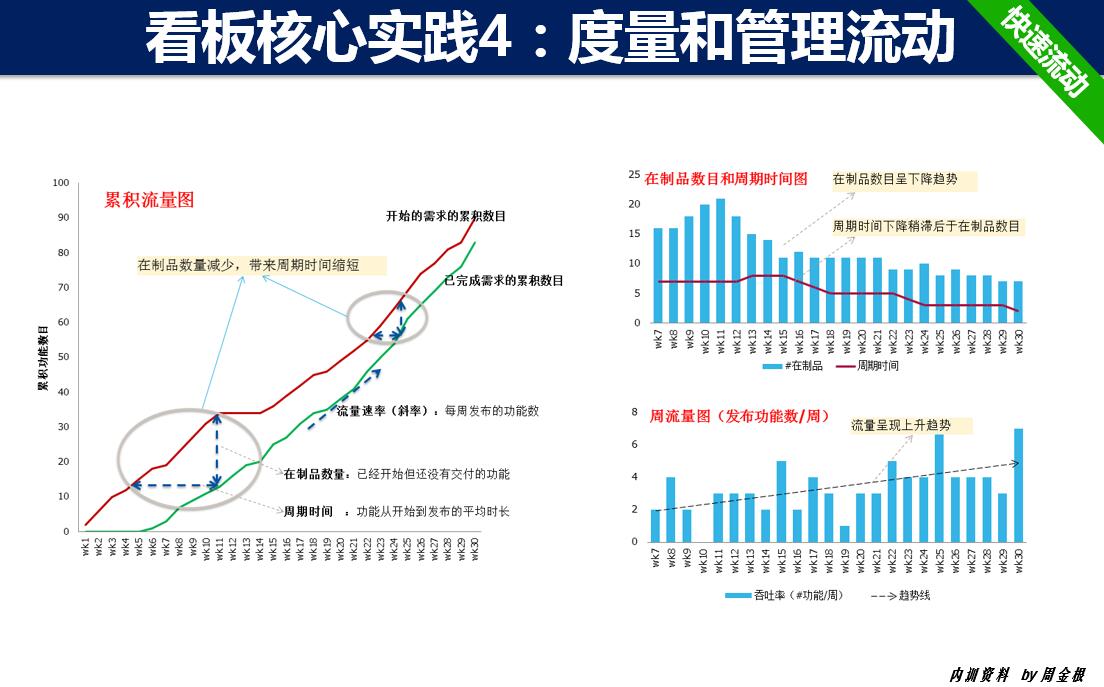 看板核心实践4：度量和管理流动
快速流动
累积流量图
100
90
80
70
60
50
40
30
20
10
0
累积功能数目
开始的需求的累积数目
在制品数量减少，带来周期时间缩短
已完成需求的累积数目
流量速率（斜率）：每周发布的功能数
在制品数量：已经开始但还没有交付的功能
周期时间 ：功能从开始到发布的平均时长
wk1 wk2 wk3 wk4 wk5 wk6 wk7 wk8 wk9 wk10 wk11 wk12 wk13 wk14 wk15 wk16 wk17 wk18 wk19 wk20 wk21 wk22 wk23 wk24 wk25 wk26 wk27 wk28 wk29 wk30
在制品数目和周期时间图
25
20
15
10
5
0
在制品数目呈下降趋势
周期时间下降稍滞后于在制品数目
wk7 wk8 wk9 wk10 wk11 wk12 wk13 wk14 wk15 wk16 wk17 wk18 wk19 wk20 wk21 wk22 wk23 wk24 wk25 wk26 wk27 wk28 wk29 wk30
#在制品 周期时间
周流量图（发布功能数/周）
8
6
4
2
0
流量呈现上升趋势
wk7 wk8 wk9 wk10 wk11 wk12 wk13 wk14 wk15 wk16 wk17 wk18 wk19 wk20 wk21 wk22 wk23 wk24 wk25 wk26 wk27 wk28 wk29 wk30
吞吐率（#功能/周） 趋势线
内训资料 by周金根